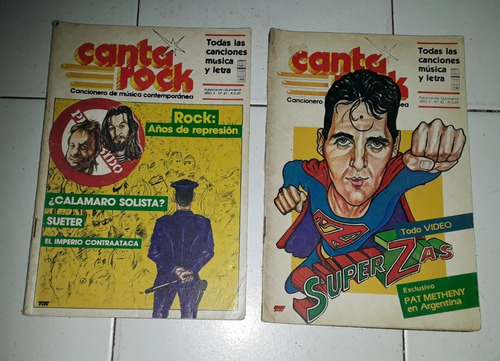 canta
rock
Cancionero de música contemporánea
Todas las
canciones
música
y letra
Rock:
Años de represión
¿CALAMARO SOLISTA?
SUETER
EL IMPERIO CONTRAATACA
canta
rock
Cancionero
Todas las
canciones
música
y letra
Todo VIDEO
SUPERZAS
Exclusivo
PAT METHENY
en Argentina